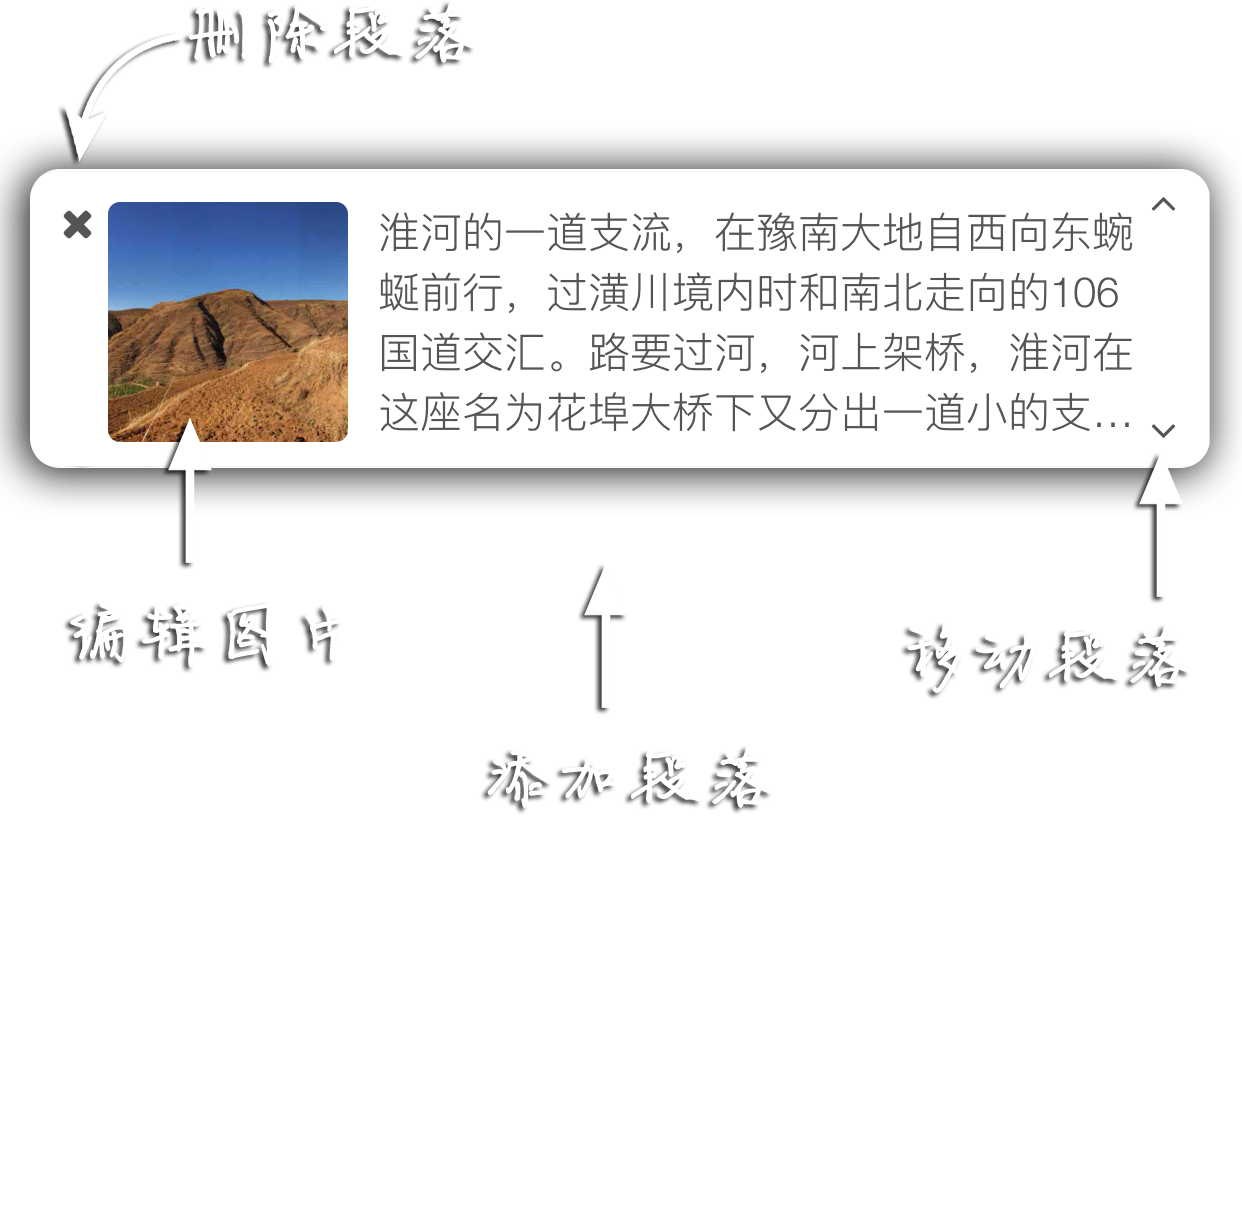 删除段落
淮河的一道支流，在豫南大地自西向东蜿
蜒前行，过潢川境内时和南北走向的106
国道交汇。路要过河，河上架桥，淮河在
这座名为花埠大桥下又分出一道小的支...
编辑图片
移动段落
添加段落